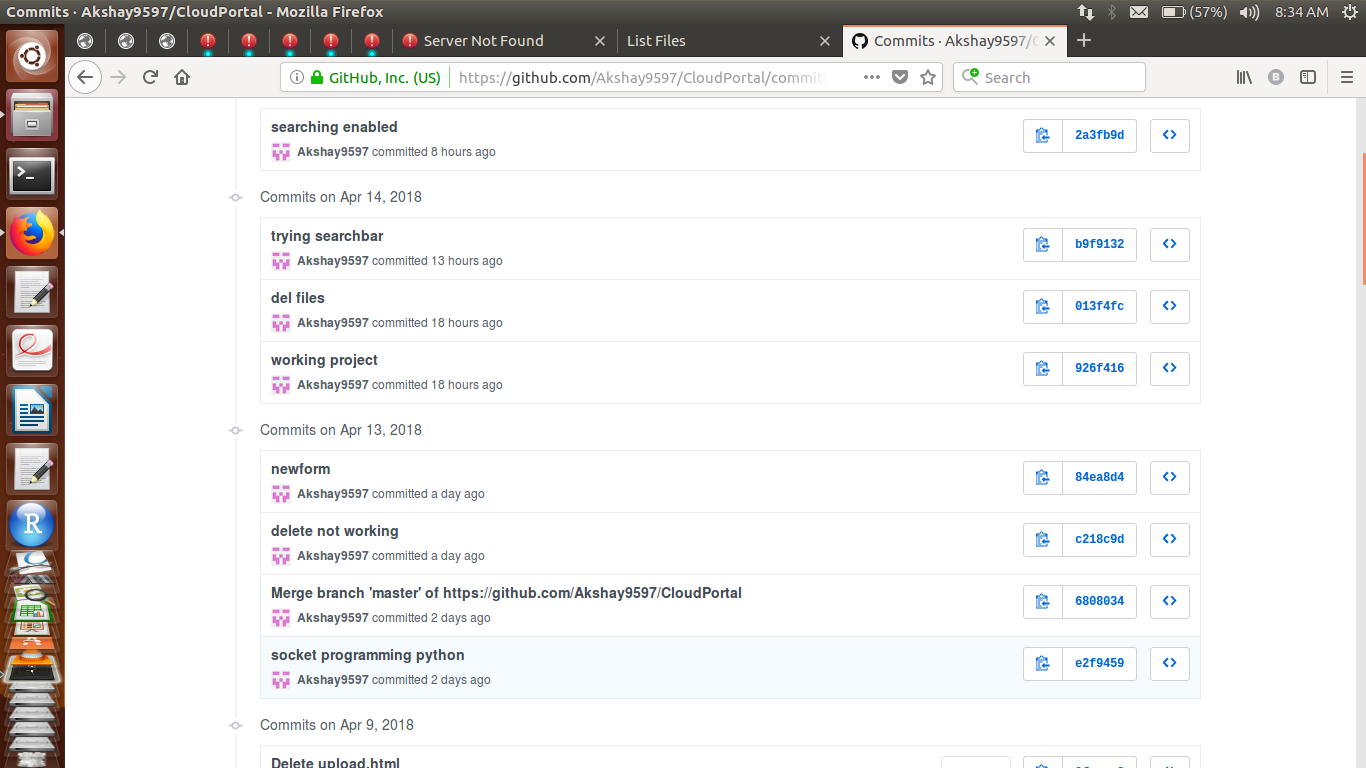 Commits · Akshay9597/CloudPortal - Mozilla Firefox
(57%)
8:34 AM
Server Not Found
List Files
Commits · Akshay9597/
GitHub, Inc. (US)
https://github.com/Akshay9597/CloudPortal/commits
Search
B
searching enabled
Akshay9597 committed 8 hours ago
2a3fb9d
Commits on Apr 14, 2018
trying searchbar
Akshay9597 committed 13 hours ago
b9f9132
del files
Akshay9597 committed 18 hours ago
013f4fc
working project
Akshay9597 committed 18 hours ago
926f416
Commits on Apr 13, 2018
newform
Akshay9597 committed a day ago
84ea8d4
delete not working
Akshay9597 committed a day ago
c218c9d
Merge branch 'master' of https://github.com/Akshay9597/CloudPortal
Akshay9597 committed 2 days ago
6808034
socket programming python
Akshay9597 committed 2 days ago
e2f9459
Commits on Apr 9, 2018
Delete upload.html
R